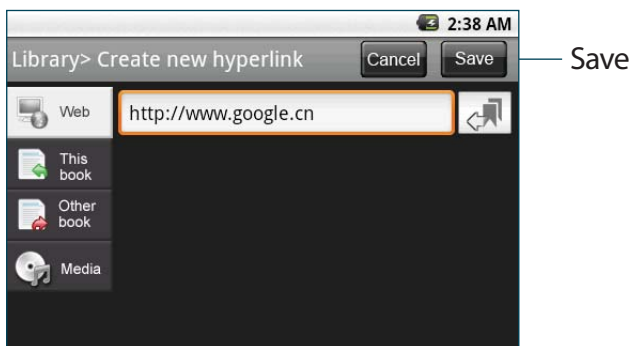 2:38 AM
Library> Create new hyperlink Cancel Save Save
Web http://www.google.cn
This
book
Other
book
Media